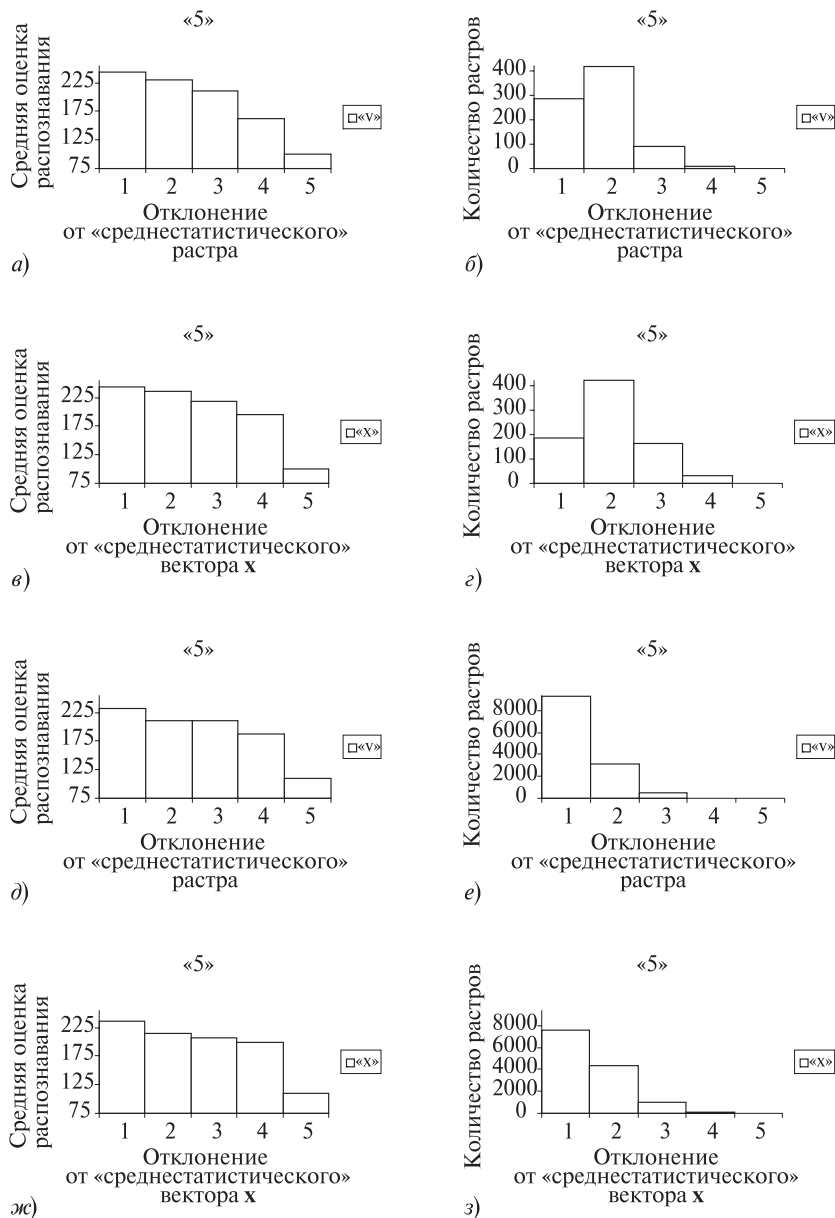 «5»
Средняя оценка
распознавания
225
175
125
75
1 2 3 4 5
«v»
Отклонение
от «среднестатистического»
растра
а)
«5»
Количество растров
400
300
200
100
0
1 2 3 4 5
«v»
Отклонение
от «среднестатистического»
растра
б)
«5»
Средняя оценка
распознавания
225
175
125
75
1 2 3 4 5
«x»
Отклонение
от «среднестатистического»
вектора x
в)
«5»
Количество растров
400
300
200
100
0
1 2 3 4 5
«x»
Отклонение
от «среднестатистического»
вектора x
г)
«5»
Средняя оценка
распознавания
225
175
125
75
1 2 3 4 5
«v»
Отклонение
от «среднестатистического»
растра
д)
«5»
Количество растров
8000
6000
4000
2000
0
1 2 3 4 5
«v»
Отклонение
от «среднестатистического»
растра
е)
«5»
Средняя оценка
распознавания
225
175
125
75
1 2 3 4 5
«x»
Отклонение
от «среднестатистического»
вектора x
ж)
«5»
Количество растров
8000
6000
4000
2000
0
1 2 3 4 5
«x»
Отклонение
от «среднестатистического»
вектора x
з)